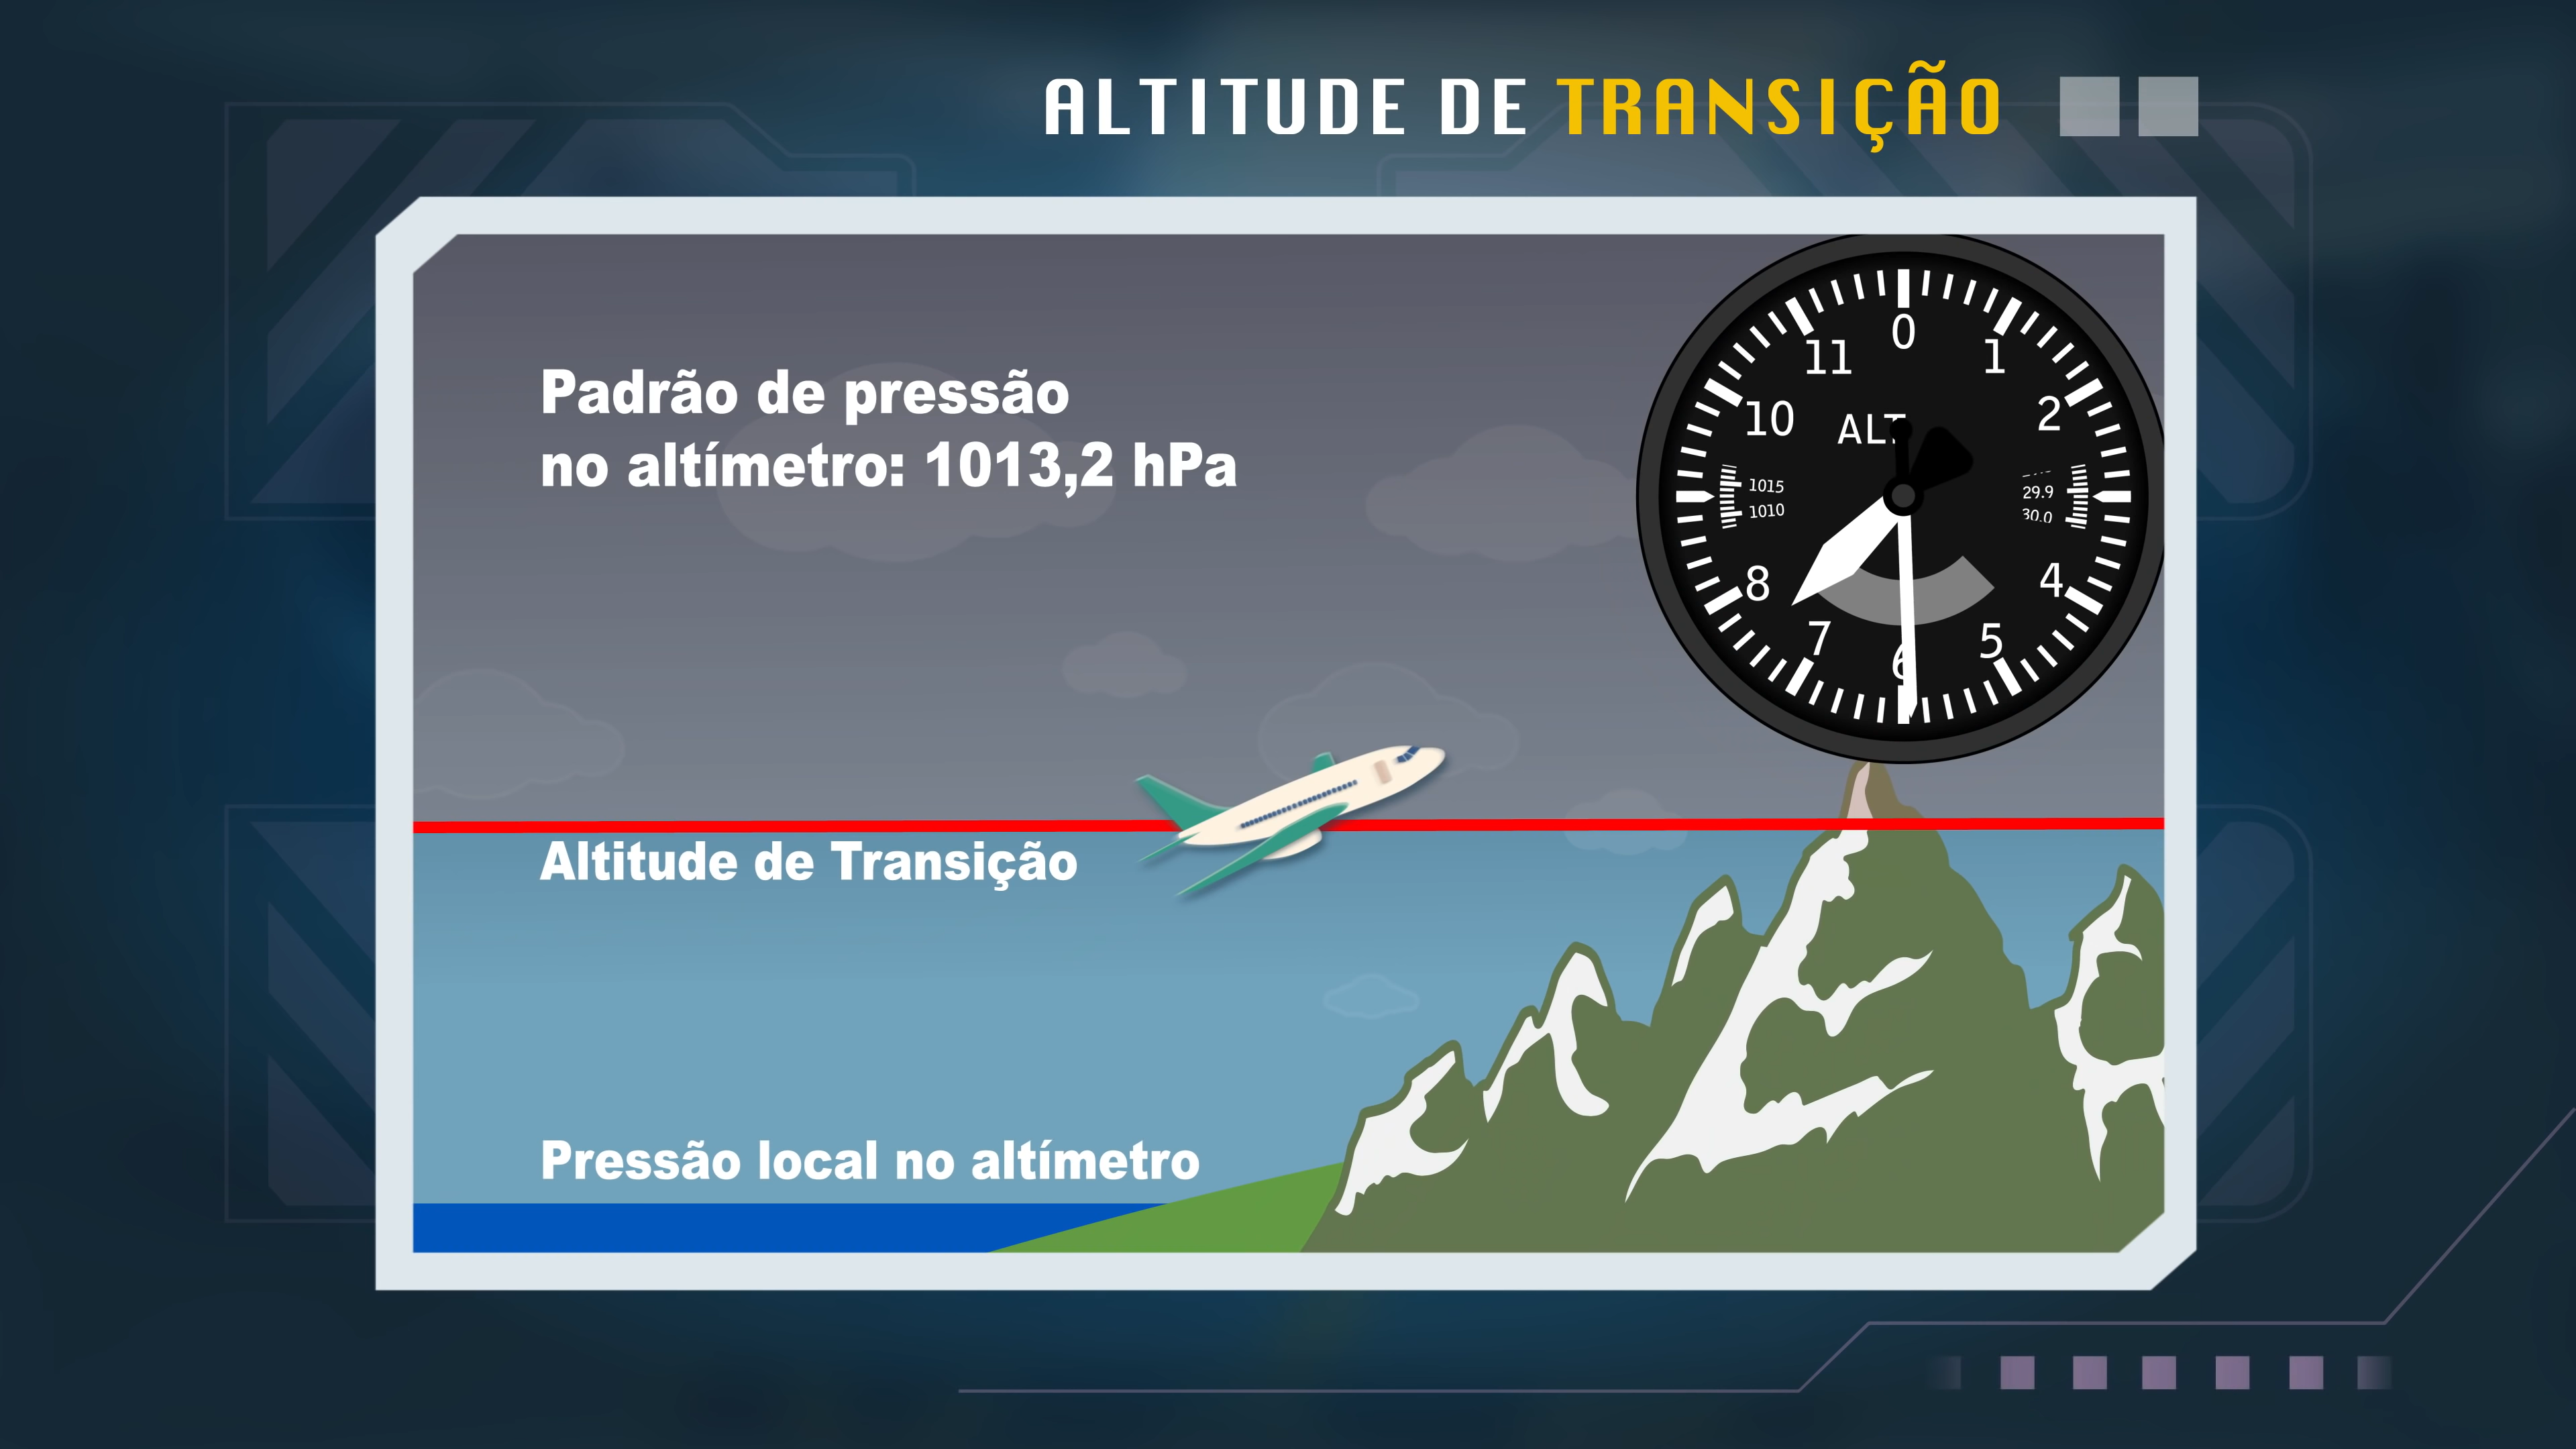 ALTITUDE DE TRANSIÇÃO
Padrão de pressão
no altímetro: 1013,2 hPa
0
11
1
10
2
ALT
1015
1010
29.9
30.0
8
4
7
5
6
Altitude de Transição
Pressão local no altímetro